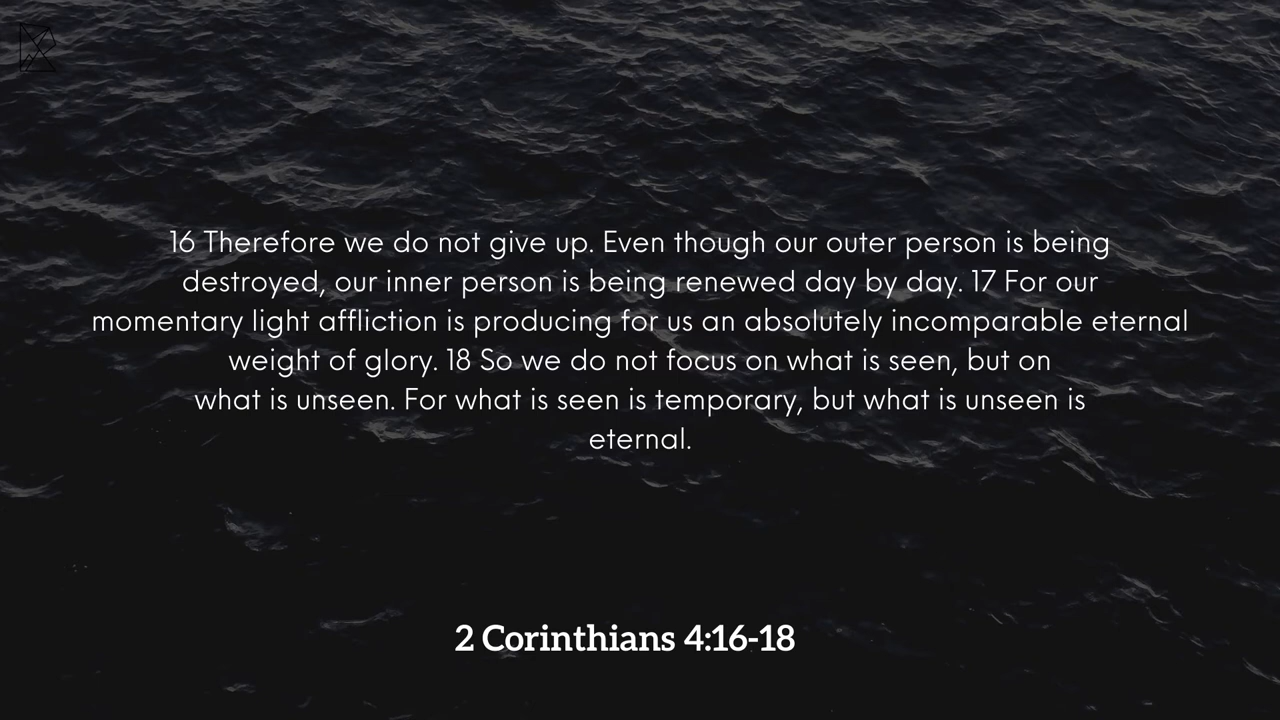 16 Therefore we do not give up. Even though our outer person is being
destroyed, our inner person is being renewed day by day. 17 For our
momentary light affliction is producing for us an absolutely incomparable eternal
weight of glory. 18 So we do not focus on what is seen, but on
what is unseen. For what is seen is temporary, but what is unseen is
eternal.
2 Corinthians 4:16-18